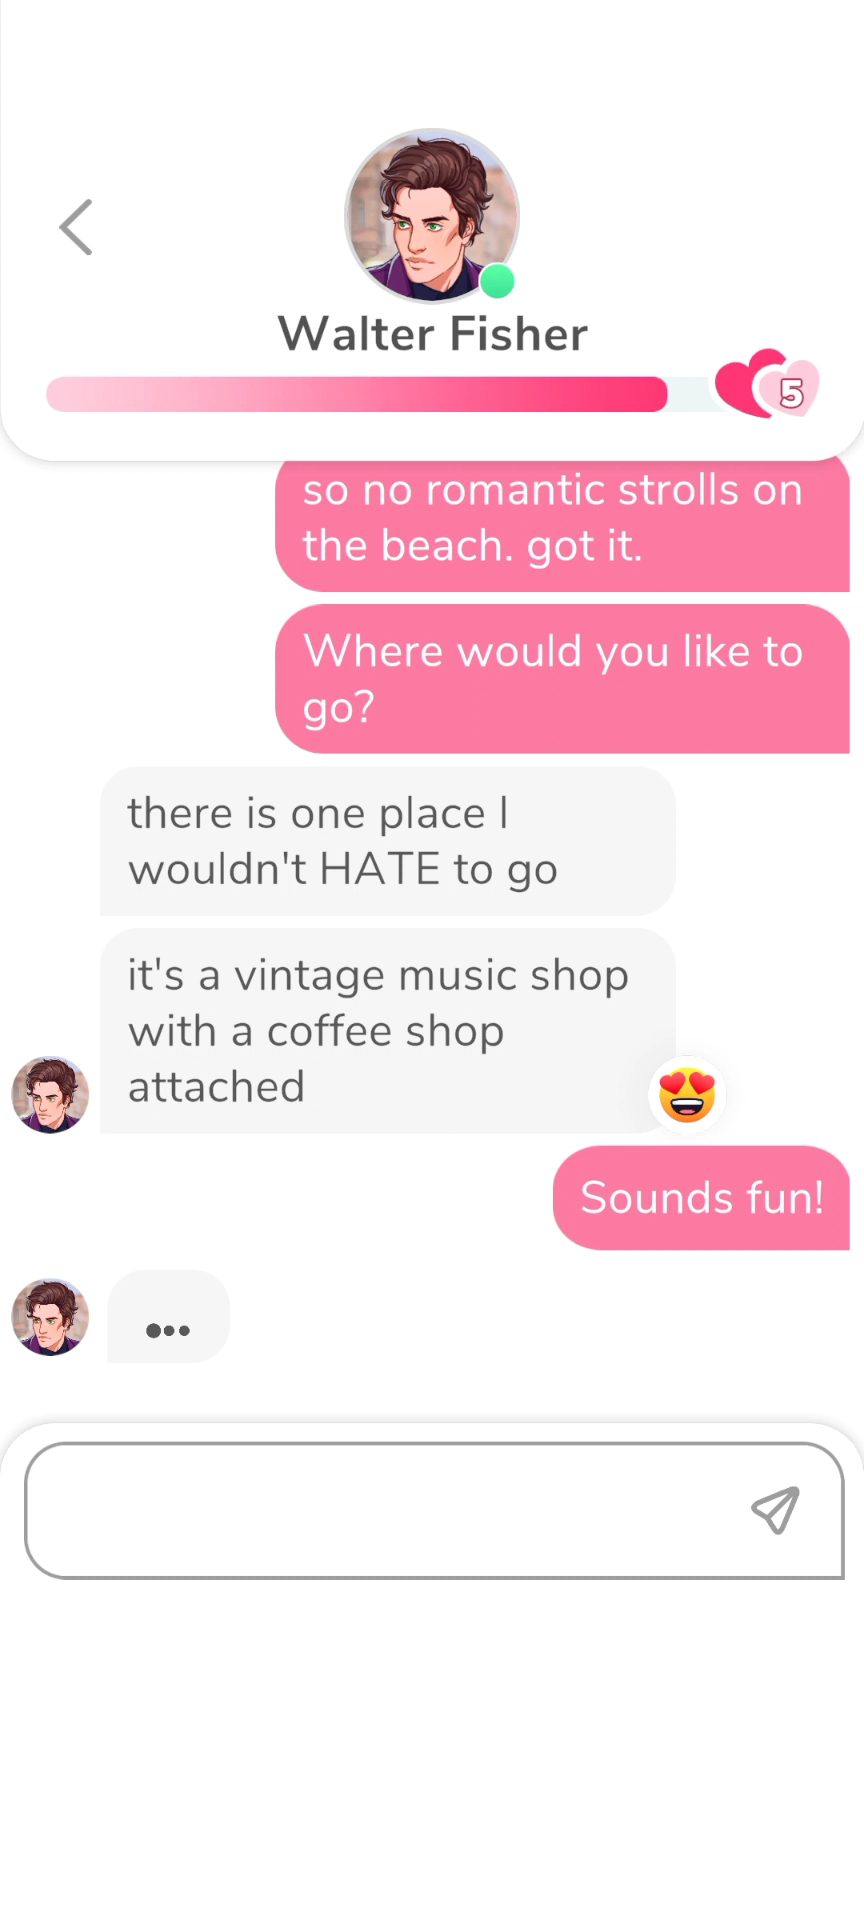 Walter Fisher
5
so no romantic strolls on
the beach. got it.
Where would you like to
go?
there is one place I
wouldn't HATE to go
it's a vintage music shop
with a coffee shop
attached
Sounds fun!